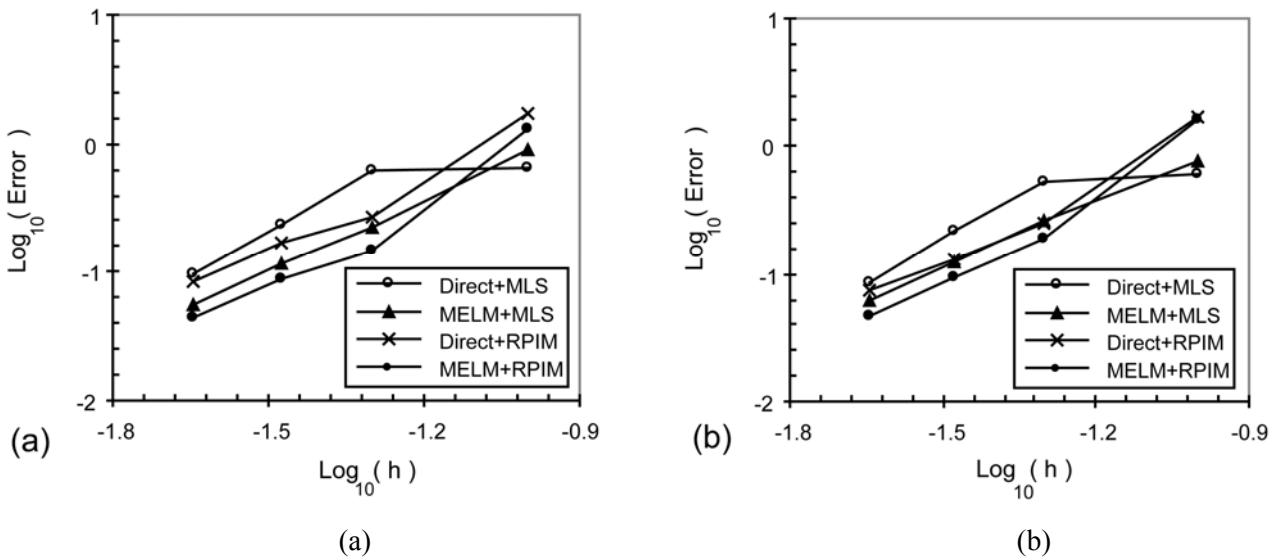 1
0
-1
-2
Log10( Error )
-1.8 -1.5 -1.2 -0.9
Log10( h )
Direct+MLS
MELM+MLS
Direct+RPIM
MELM+RPIM
(a)
(a)
1
0
-1
-2
Log10( Error )
-1.8 -1.5 -1.2 -0.9
Log10( h )
Direct+MLS
MELM+MLS
Direct+RPIM
MELM+RPIM
(b)
(b)